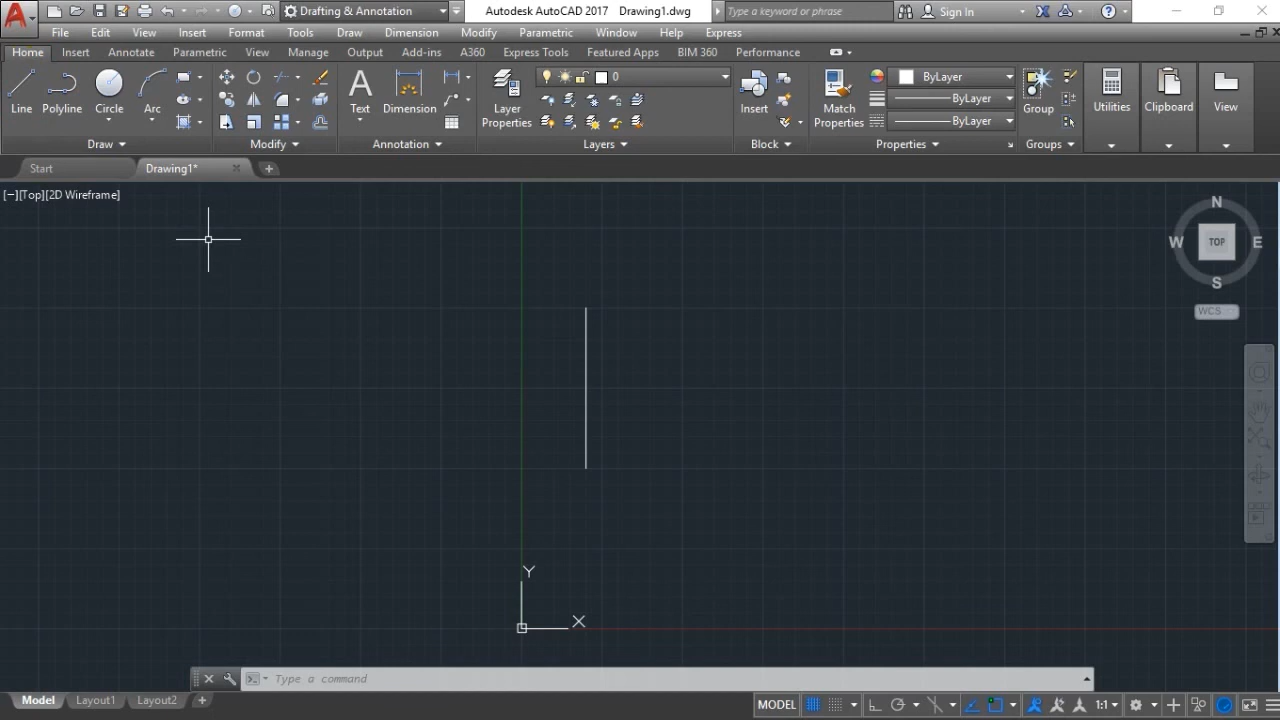 Drafting & Annotation
Autodesk AutoCAD 2017 Drawing1.dwg
Type a keyword or phrase
Sign In
File Edit View Insert Format Tools Draw Dimension Modify Parametric Window Help Express
Home Insert Annotate Parametric View Manage Output Add-ins A360 Express Tools Featured Apps BIM 360 Performance
0
ByLayer
Line Polyline Circle Arc
A
Text Dimension
Layer
Properties
Insert
Match
Properties
ByLayer
ByLayer
Group
Utilities Clipboard View
Draw Modify Annotation Layers Block Properties Groups
Start Drawing1*
[−][Top][2D Wireframe]
N
W TOP E
S
WCS
Y
X
Type a command
Model Layout1 Layout2 + MODEL 1:1